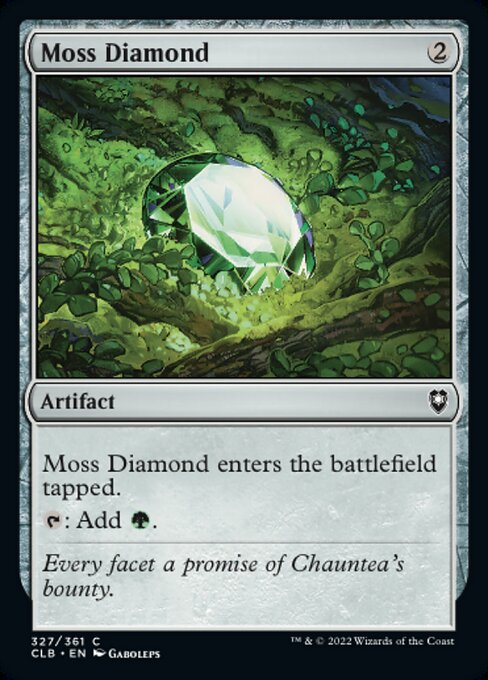 Moss Diamond 2
Artifact
Moss Diamond enters the battlefield
tapped.
: Add .
Every facet a promise of Chauntea's
bounty.
327/361 C
CLB • EN GABOLEPS
™ & © 2022 Wizards of the Coast